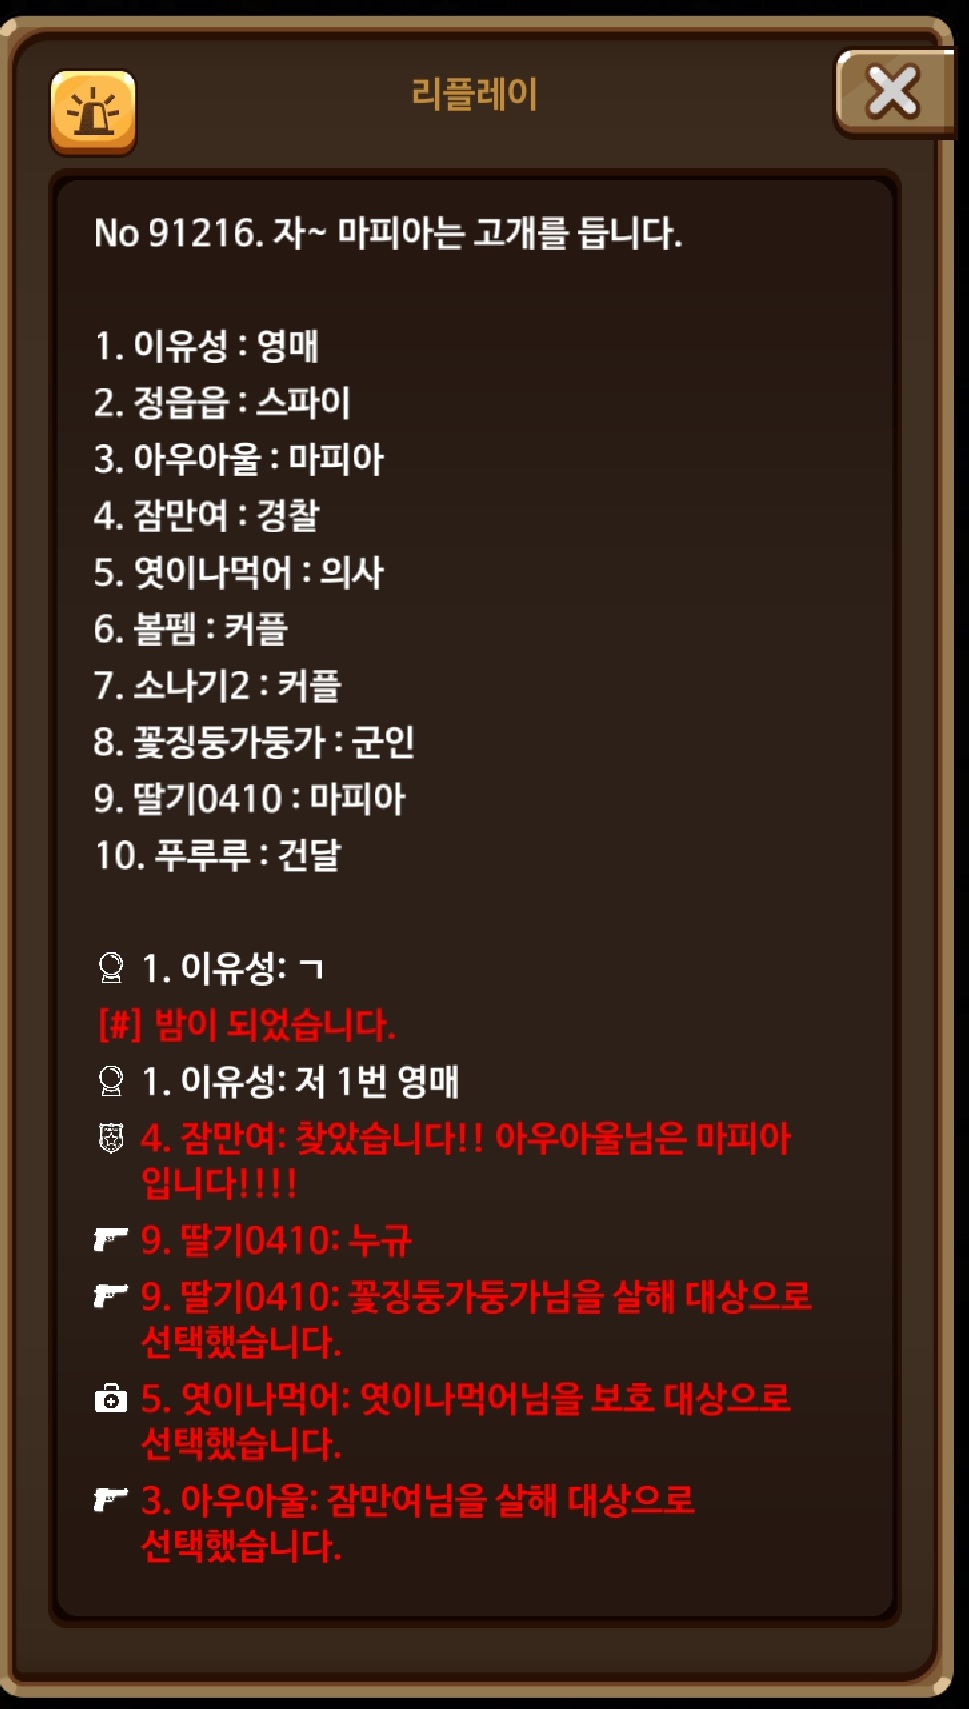 리플레이
No 91216. 자~ 마피아는 고개를 듭니다.
1. 이유성 : 영매
2. 정읍읍 : 스파이
3. 아우아울 : 마피아
4. 잠만여 : 경찰
5. 엿이나먹어 : 의사
6. 볼펨 : 커플
7. 소나기2 : 커플
8. 꽃징둥가둥가 : 군인
9. 딸기0410 : 마피아
10. 푸루루 : 건달
1. 이유성: ㄱ
[#] 밤이 되었습니다.
1. 이유성: 저 1번 영매
4. 잠만여: 찾았습니다!! 아우아울님은 마피아
입니다!!!!
9. 딸기0410: 누규
9. 딸기0410: 꽃징둥가둥가님을 살해 대상으로
선택했습니다.
5. 엿이나먹어: 엿이나먹어님을 보호 대상으로
선택했습니다.
3. 아우아울: 잠만여님을 살해 대상으로
선택했습니다.